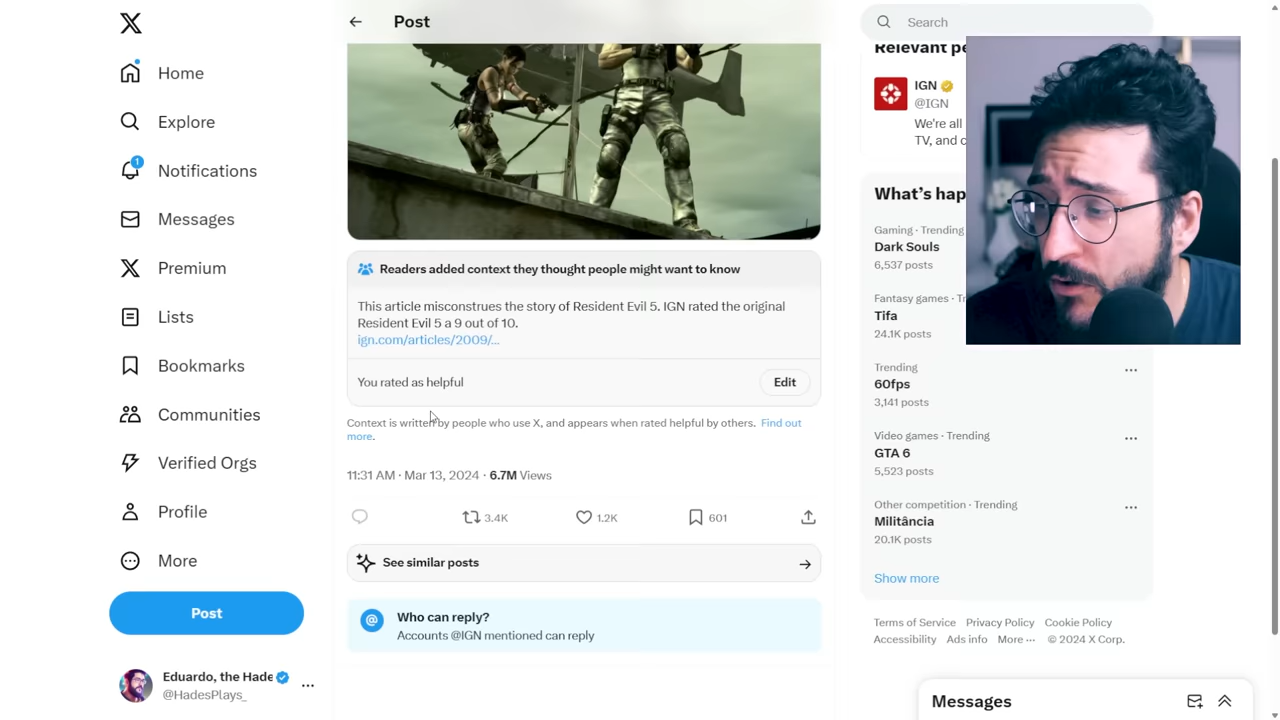 Home
Explore
1
Notifications
Messages
Premium
Lists
Bookmarks
Communities
Verified Orgs
Profile
More
Post
Eduardo, the Hade
@HadesPlays_
Post
Readers added context they thought people might want to know
This article misconstrues the story of Resident Evil 5. IGN rated the original
Resident Evil 5 a 9 out of 10.
ign.com/articles/2009/...
You rated as helpful
Edit
Context is written by people who use X, and appears when rated helpful by others. Find out
more.
11:31 AM · Mar 13, 2024 · 6.7M Views
3.4K
1.2K
601
See similar posts
Who can reply?
Accounts @IGN mentioned can reply
Search
Relevant pe
IGN
@IGN
We're all
TV, and c
What's hap
Gaming · Trending
Dark Souls
6,537 posts
Fantasy games · Tr
Tifa
24.1K posts
Trending
60fps
3,141 posts
Video games · Trending
GTA 6
5,523 posts
Other competition · Trending
Militância
20.1K posts
Show more
Terms of Service Privacy Policy Cookie Policy
Accessibility Ads info More ··· © 2024 X Corp.
Messages